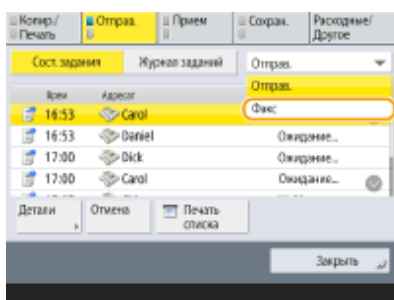 Копир./
Печать
Отправ.
Прием
Сохран.
Расходные/
Другое
Сост. задания
Журнал заданий
Отправ.
Отправ.
Факс
Врем
Адресат
16:53 Carol
16:53 Daniel Ожидание...
17:00 Dick Ожидание...
17:00 Carol Ожидание...
Детали
Отмена
Печать
списка
Закрыть